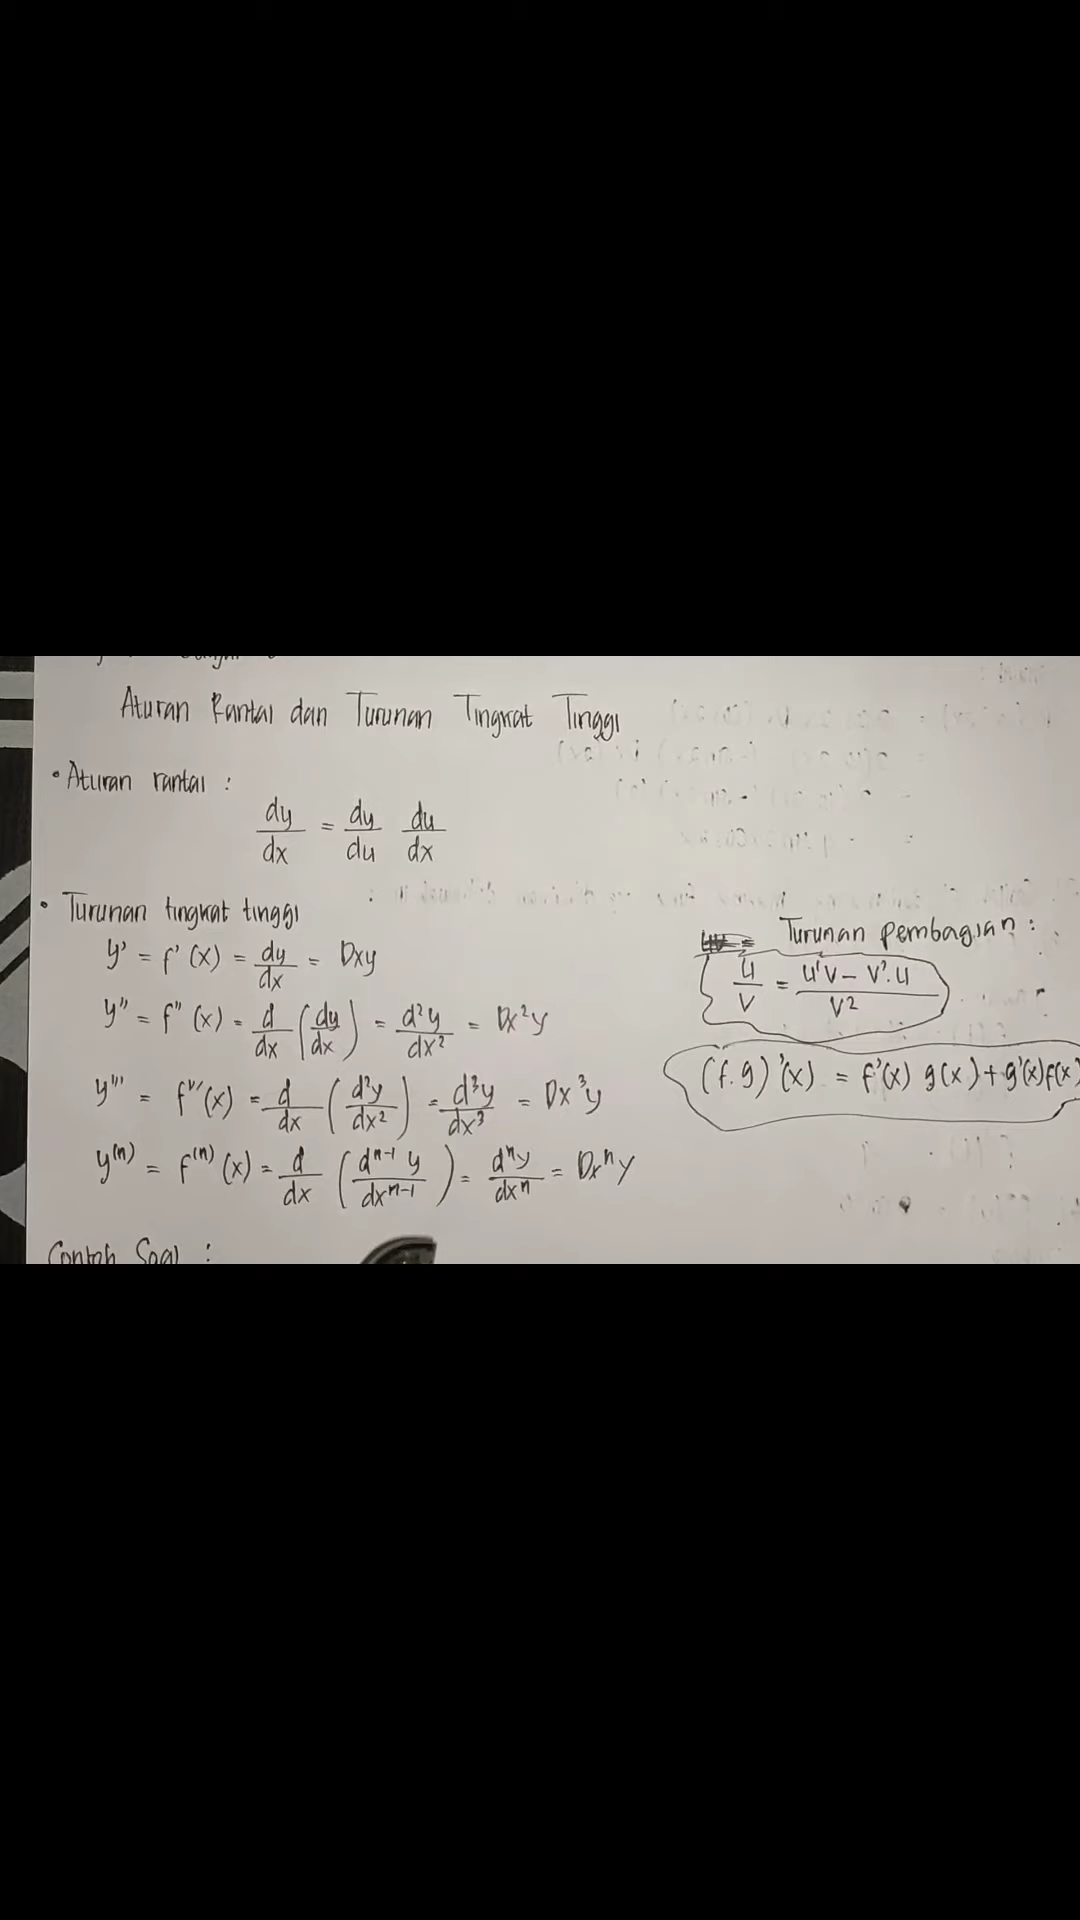 Aturan Rantai dan Turunan Tingkat Tinggi
• Aturan rantai :
dy/dx = dy/du du/dx
• Turunan tingkat tinggi
y' = f'(x) = dy/dx = Dxy
y'' = f''(x) = d/dx (dy/dx) = d²y/dx² = Dx²y
y''' = f'''(x) = d/dx (d²y/dx²) = d³y/dx³ = Dx³y
y⁽ⁿ⁾ = f⁽ⁿ⁾(x) = d/dx (dⁿ⁻¹y/dxⁿ⁻¹) = dⁿy/dxⁿ = Dxⁿy
Contoh Soal :
Turunan pembagian :
u/v = u'v - v'.u/v²
(f.g)'(x) = f'(x) g(x) + g'(x) f(x)